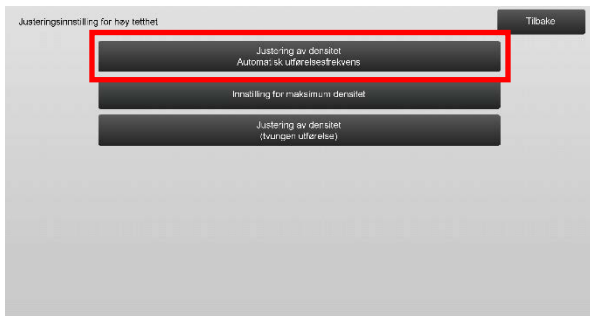 Justeringsinnstilling for høy tetthet
Tilbake
Justering av densitet
Automatisk utførelsesfrekvens
Innstilling for maksimum densitet
Justering av densitet
(tvungen utførelse)